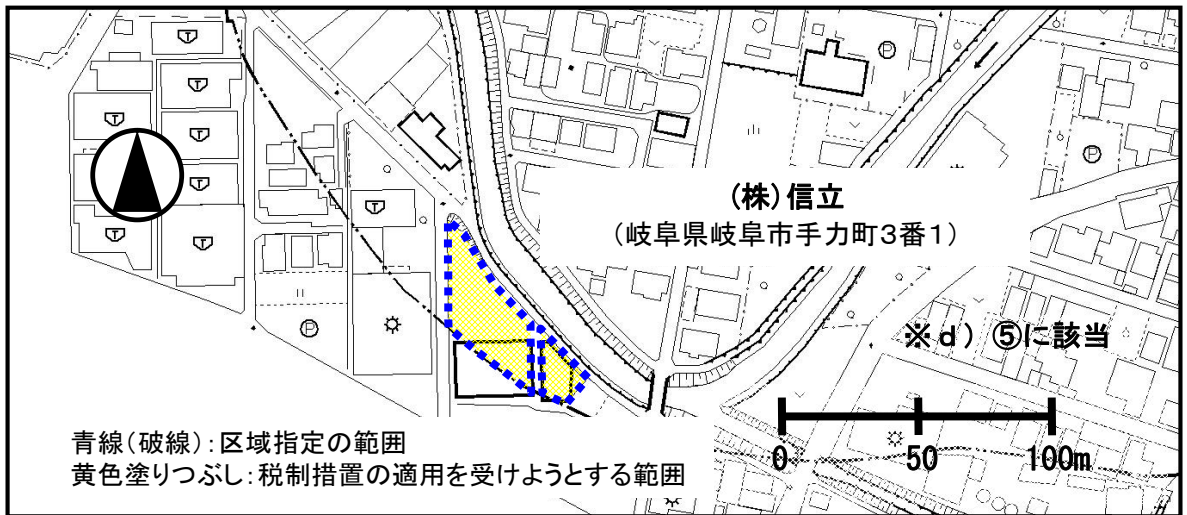 (株)信立
(岐阜県岐阜市手力町3番1)
※d) ⑤に該当
0 50 100m
青線(破線):区域指定の範囲
黄色塗りつぶし:税制措置の適用を受けようとする範囲
T
T
T
T
T
T
T
T
P
P
P